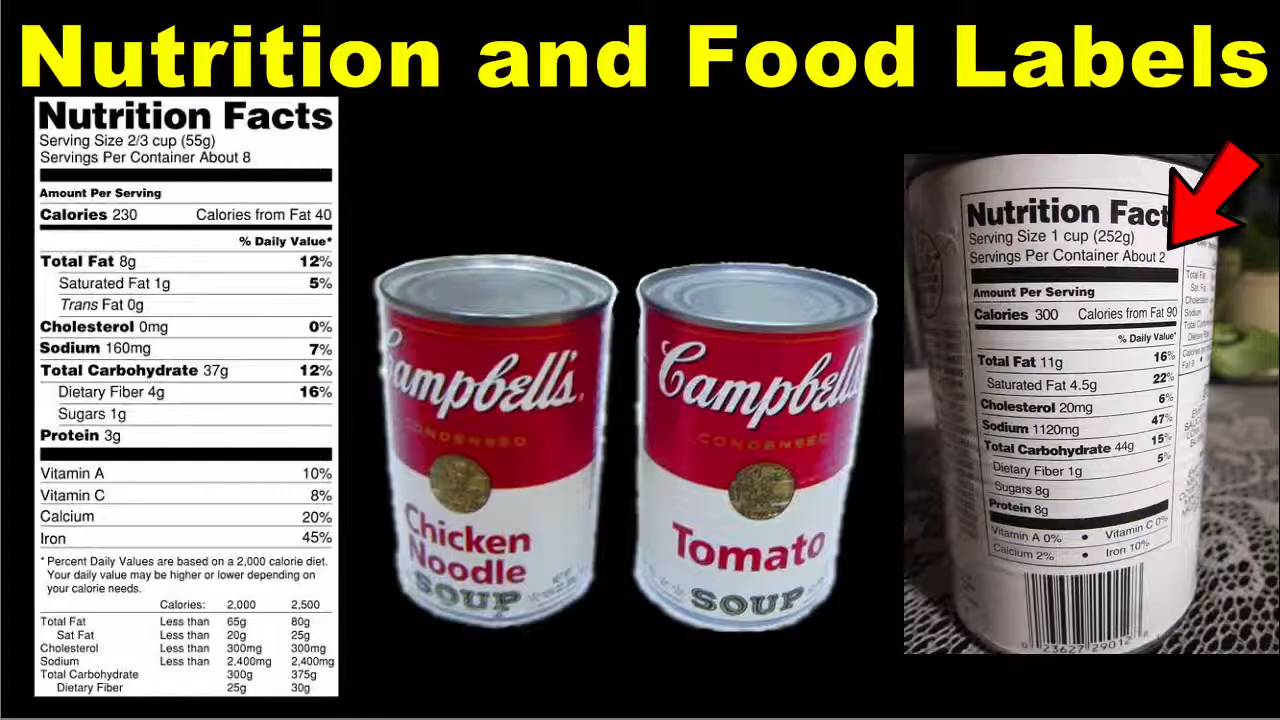 Nutrition and Food Labels
Nutrition Facts
Serving Size 2/3 cup (55g)
Servings Per Container About 8
Amount Per Serving
Calories 230 Calories from Fat 40
% Daily Value*
Total Fat 8g 12%
Saturated Fat 1g 5%
Trans Fat 0g
Cholesterol 0mg 0%
Sodium 160mg 7%
Total Carbohydrate 37g 12%
Dietary Fiber 4g 16%
Sugars 1g
Protein 3g
Vitamin A 10%
Vitamin C 8%
Calcium 20%
Iron 45%
* Percent Daily Values are based on a 2,000 calorie diet.
Your daily value may be higher or lower depending on
your calorie needs.
Calories: 2,000 2,500
Total Fat Less than 65g 80g
Sat Fat Less than 20g 25g
Cholesterol Less than 300mg 300mg
Sodium Less than 2,400mg 2,400mg
Total Carbohydrate 300g 375g
Dietary Fiber 25g 30g
Campbell's
CONDENSED
Chicken
Noodle
SOUP
Campbell's
CONDENSED
Tomato
SOUP
Nutrition Fact
Serving Size 1 cup (252g)
Servings Per Container About 2
Amount Per Serving
Calories 300 Calories from Fat 90
% Daily Value*
Total Fat 11g 16%
Saturated Fat 4.5g 22%
Cholesterol 20mg 6%
Sodium 1120mg 47%
Total Carbohydrate 44g 15%
Dietary Fiber 1g 5%
Sugars 8g
Protein 8g
Vitamin A 0% • Vitamin C 0%
Calcium 2% • Iron 10%
0 23627 29012 8